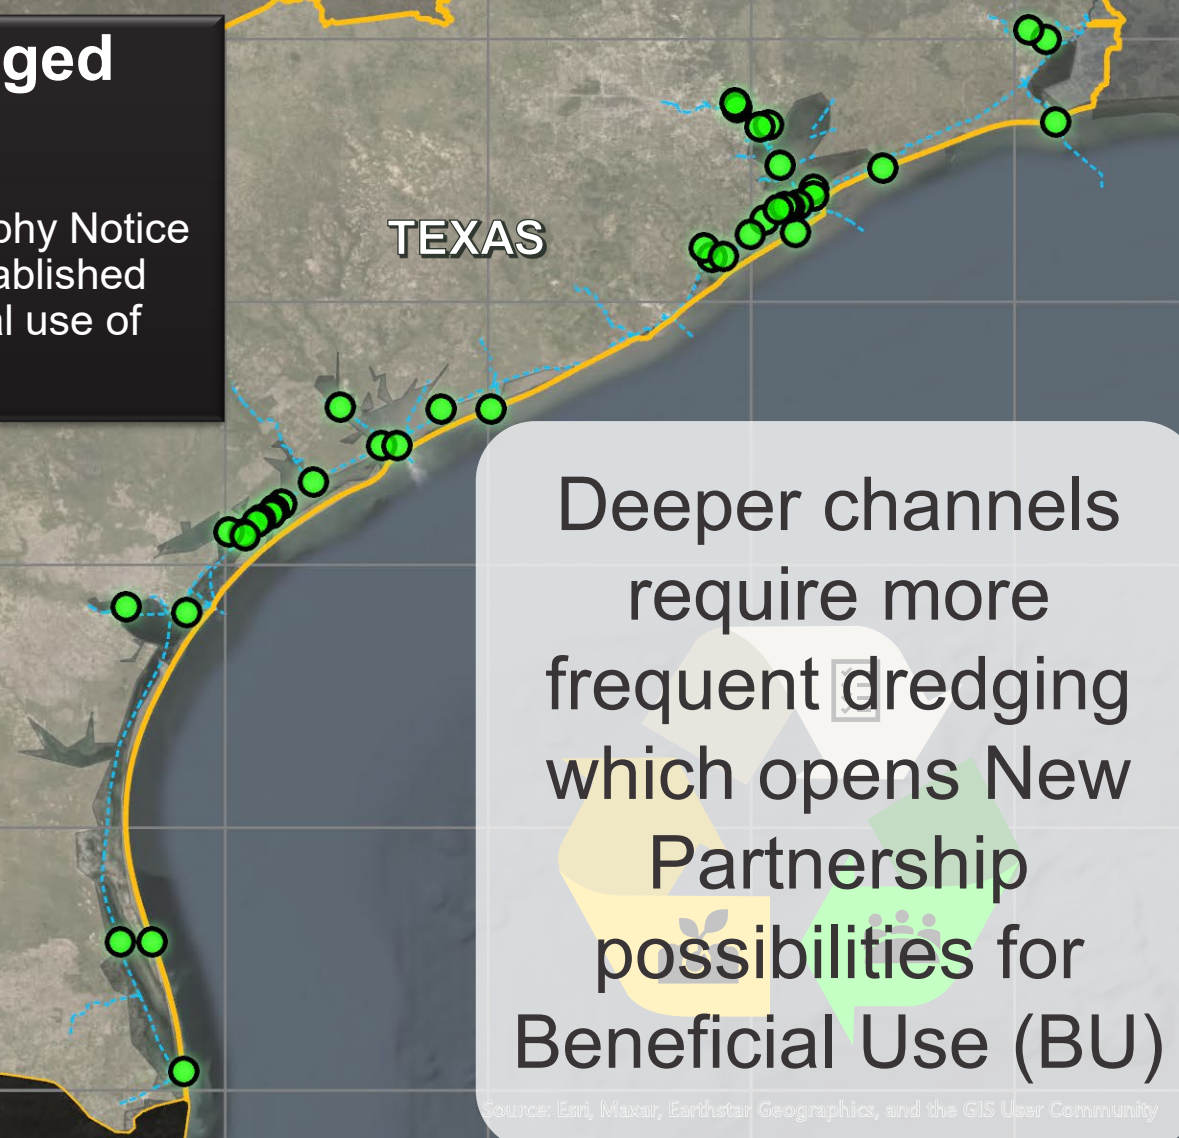 ged
phy Notice
ablished
al use of
TEXAS
Deeper channels
require more
frequent dredging
which opens New
Partnership
possibilities for
Beneficial Use (BU)
Source: Esri, Maxar, Earthstar Geographics, and the GIS User Community